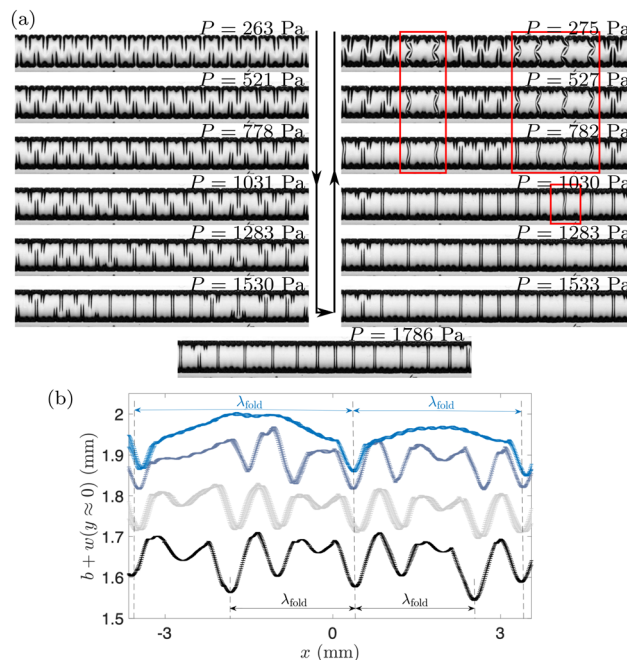 (a)
P = 263 Pa
P = 275 Pa
P = 521 Pa
P = 527 Pa
P = 778 Pa
P = 782 Pa
P = 1031 Pa
P = 1030 Pa
P = 1283 Pa
P = 1283 Pa
P = 1530 Pa
P = 1533 Pa
P = 1786 Pa
(b)
λfold
λfold
2
1.9
1.8
1.7
1.6
1.5
b + w(y ≈ 0) (mm)
λfold
λfold
-3
0
3
x (mm)